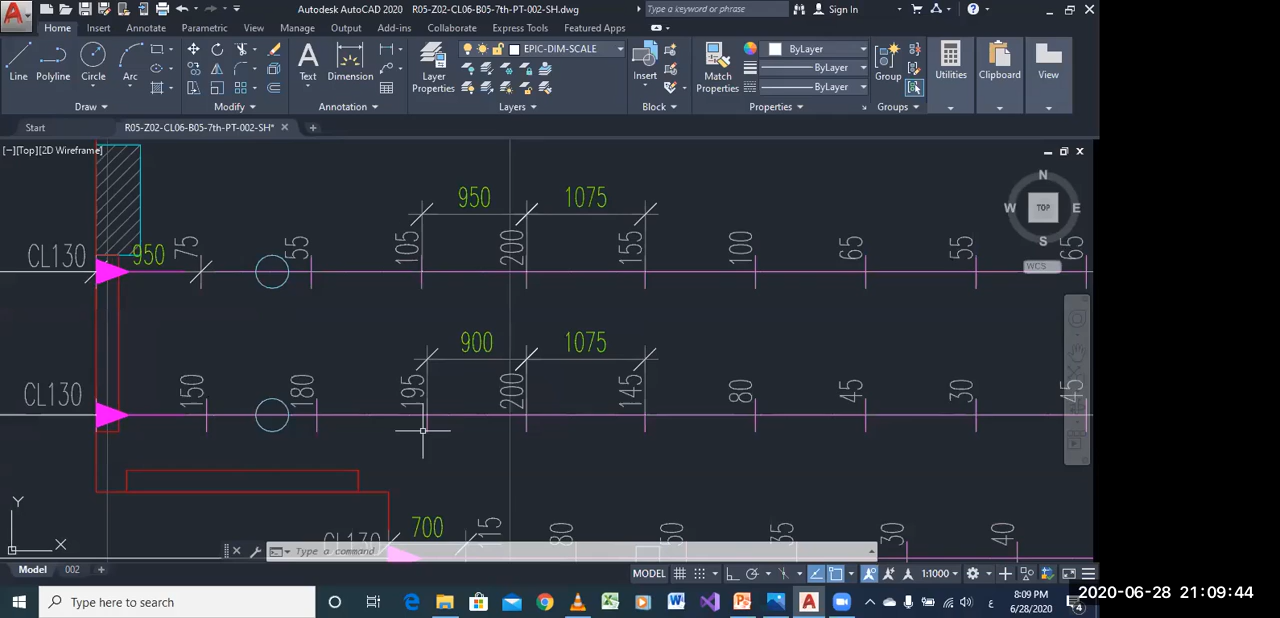 Autodesk AutoCAD 2020 R05-Z02-CL06-B05-7th-PT-002-SH.dwg
Type a keyword or phrase
Sign In
Home Insert Annotate Parametric View Manage Output Add-ins Collaborate Express Tools Featured Apps
EPIC-DIM-SCALE
ByLayer
ByLayer
ByLayer
Line Polyline Circle Arc Text Dimension Layer Properties Insert Match Properties Group Utilities Clipboard View
Draw Modify Annotation Layers Block Properties Groups
Start R05-Z02-CL06-B05-7th-PT-002-SH*
[−][Top][2D Wireframe]
N
W TOP E
S
WCS
950 1075
CL130 950 75 55 105 200 155 100 65 55 65
900 1075
CL130 150 180 195 200 145 80 45 30 45
CL130 700 115 80 50 35 30 40
Y
X
Type a command
Model 002
MODEL 1:1000
Type here to search
8:09 PM
6/28/2020
4
2020-06-28 21:09:44